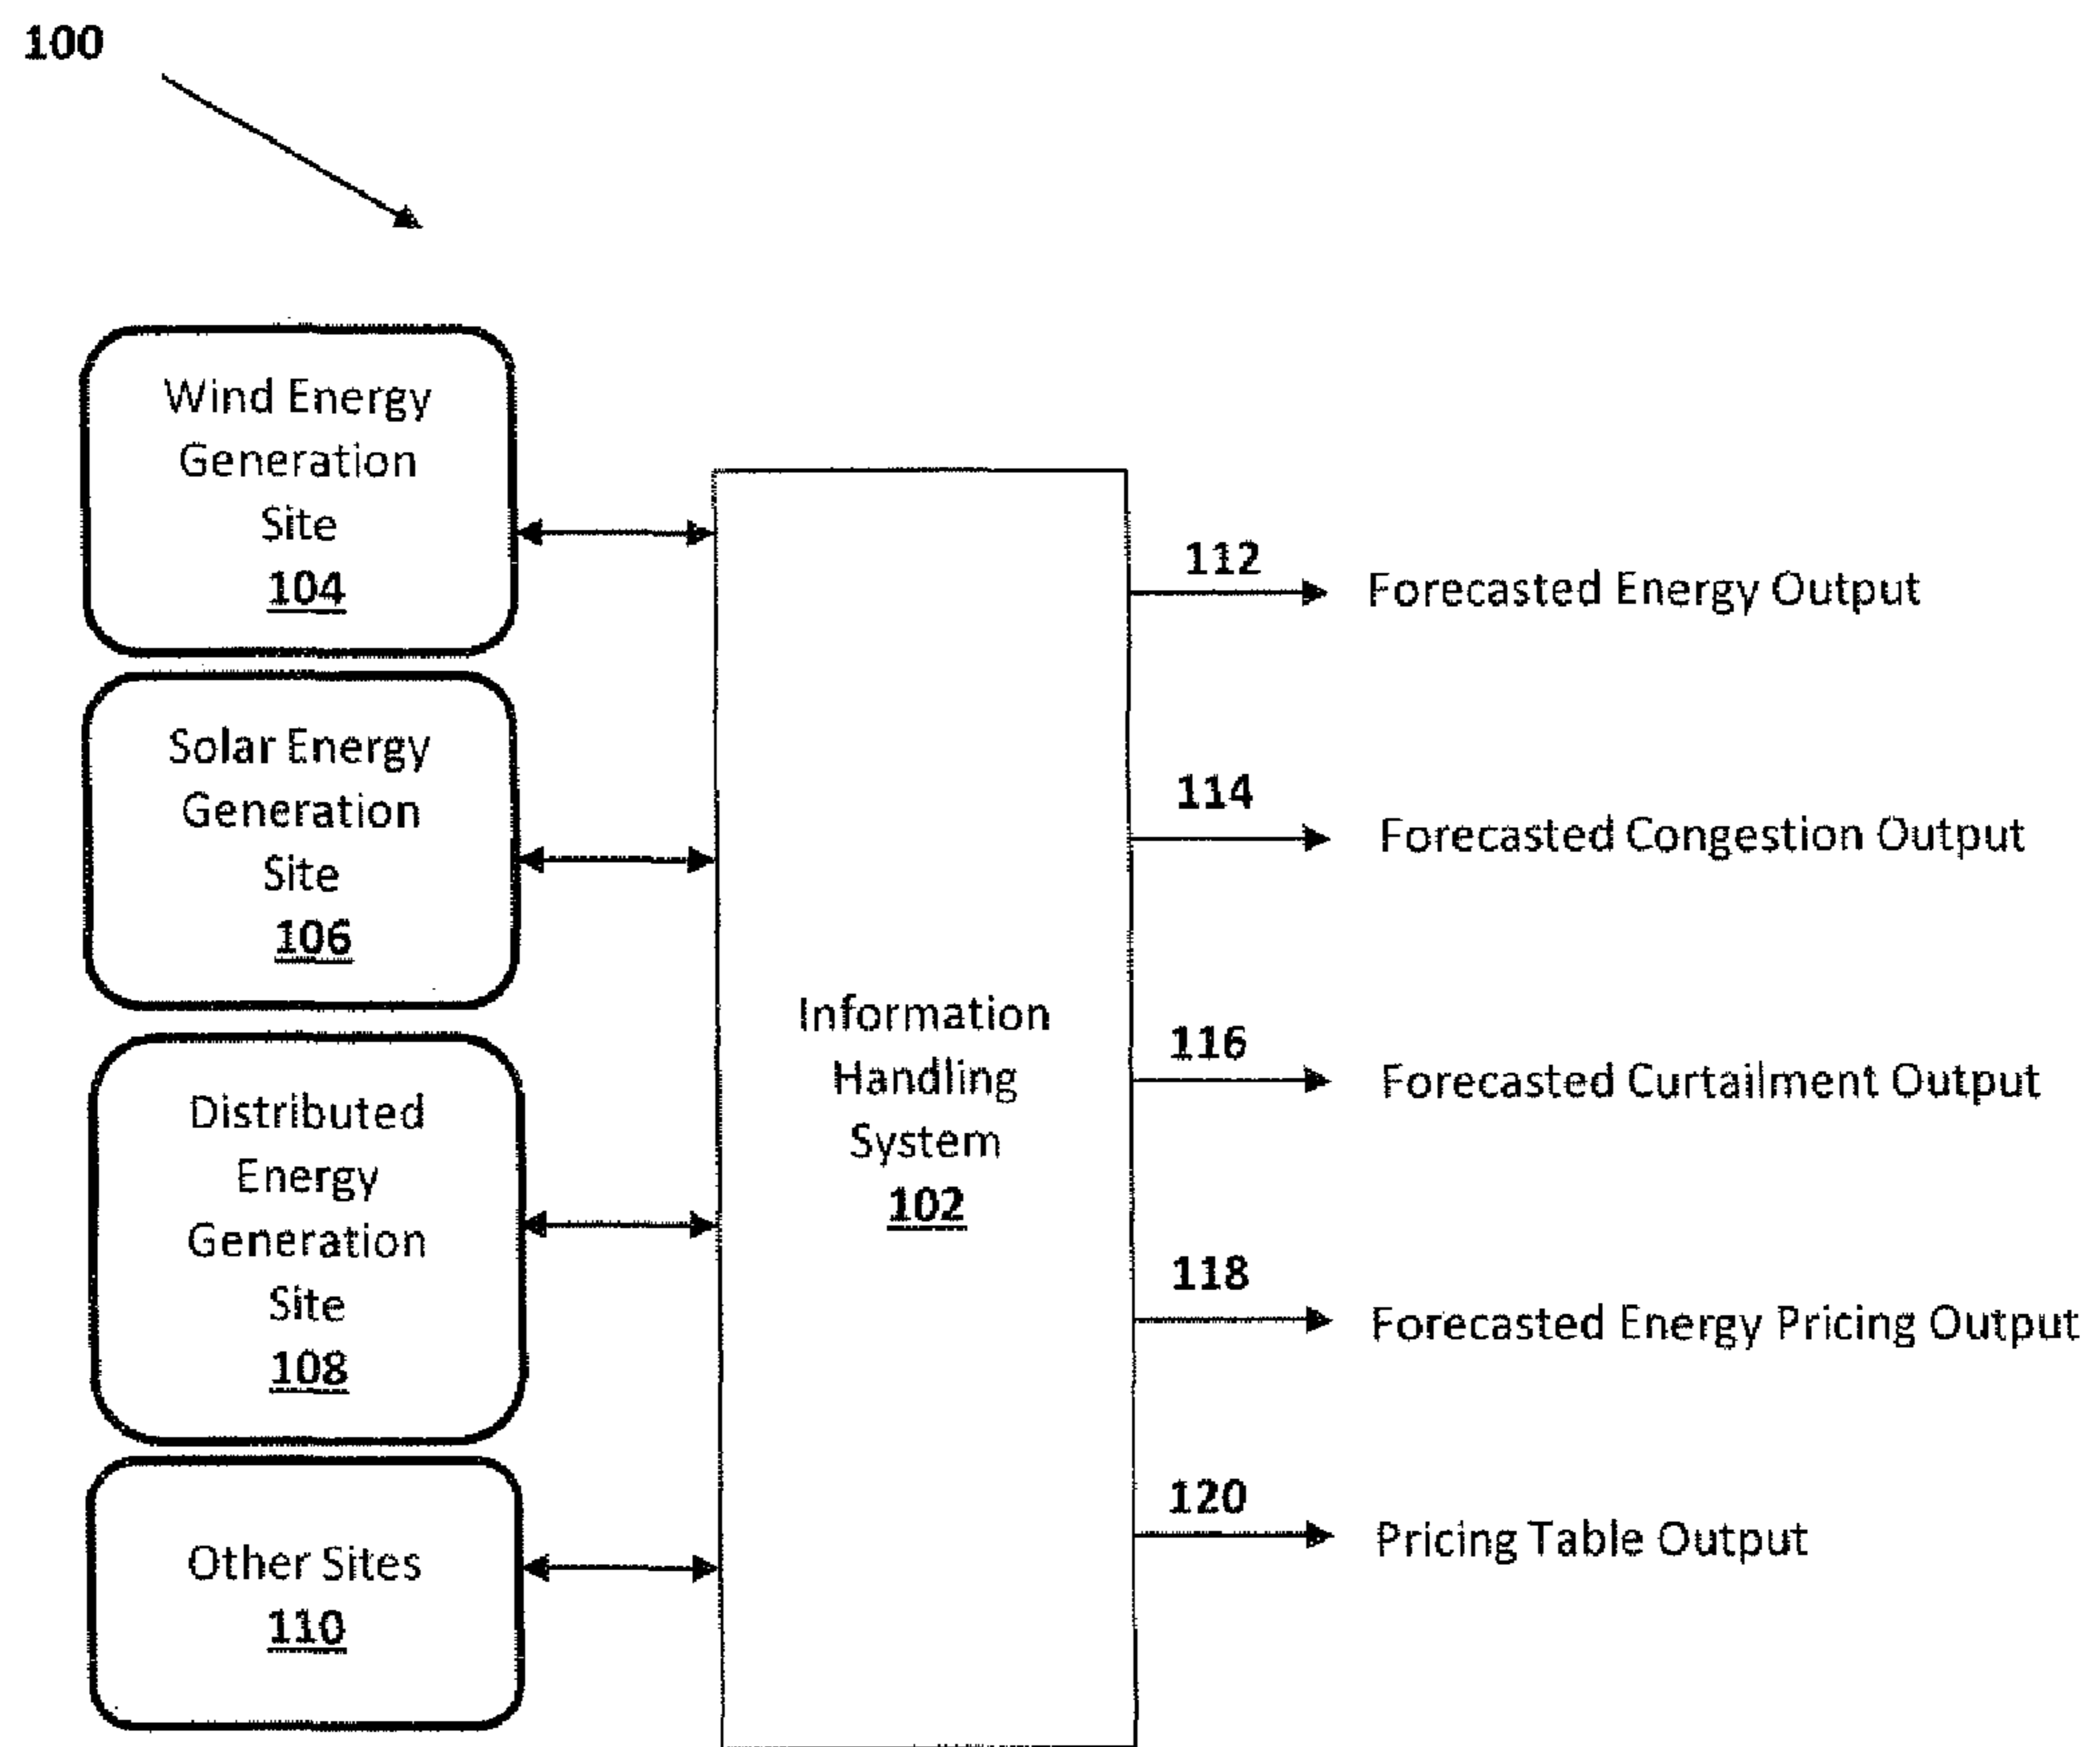 100
Wind Energy
Generation
Site
104
Solar Energy
Generation
Site
106
Distributed
Energy
Generation
Site
108
Other Sites
110
Information
Handling
System
102
112
Forecasted Energy Output
114
Forecasted Congestion Output
116
Forecasted Curtailment Output
118
Forecasted Energy Pricing Output
120
Pricing Table Output